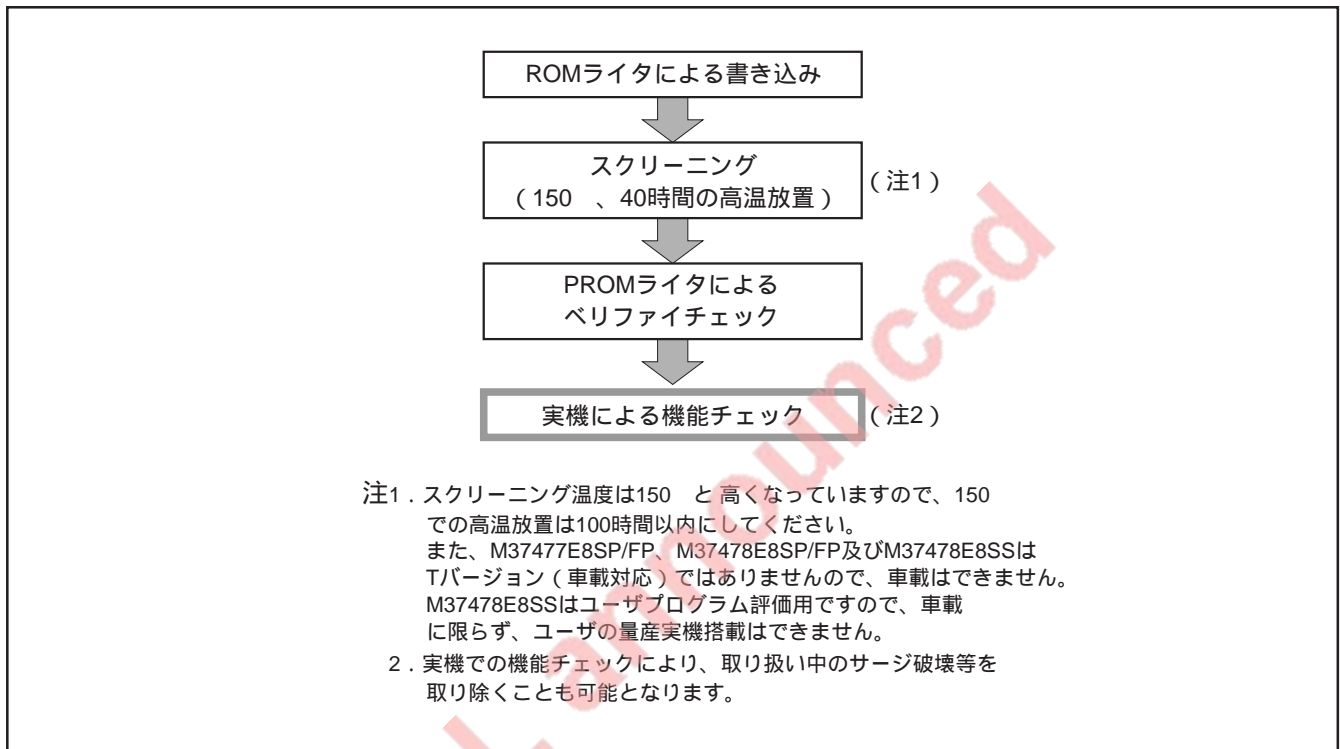 ROMライタによる書き込み
スクリーニング
（150　、40時間の高温放置）
（注1）
PROMライタによる
ベリファイチェック
実機による機能チェック
（注2）
注1．スクリーニング温度は150　と 高くなっていますので、150
での高温放置は100時間以内にしてください。
また、M37477E8SP/FP、M37478E8SP/FP及びM37478E8SSは
Tバージョン（車載対応）ではありませんので、車載はできません。
M37478E8SSはユーザプログラム評価用ですので、車載
に限らず、ユーザの量産実機搭載はできません。
2．実機での機能チェックにより、取り扱い中のサージ破壊等を
取り除くことも可能となります。
announced